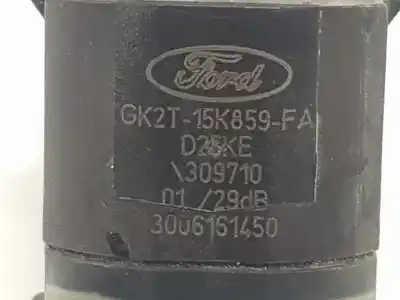 Ford
GK2T-15K859-FA
D25KE
\309710
01 /29dB
3006161450